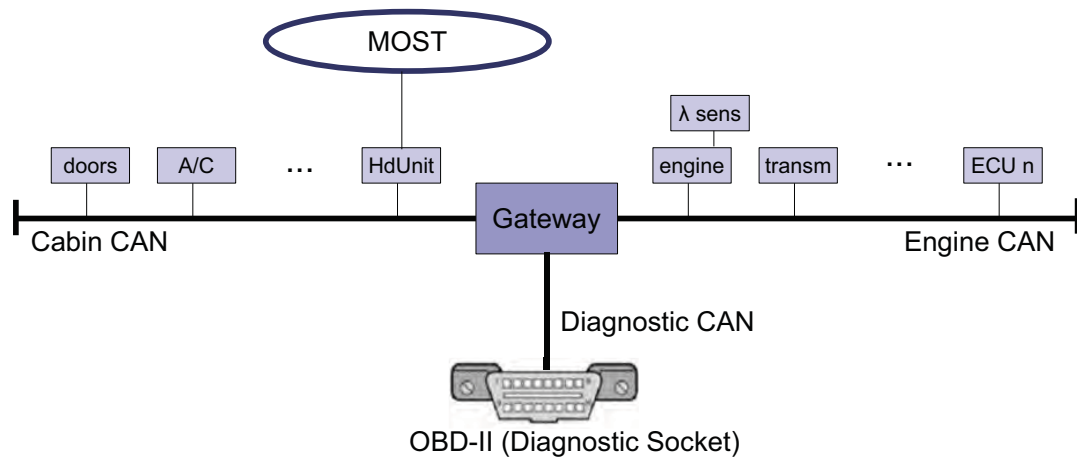 MOST
λ sens
doors
A/C
...
HdUnit
engine
transm
...
ECU n
Gateway
Cabin CAN
Engine CAN
Diagnostic CAN
OBD-II (Diagnostic Socket)